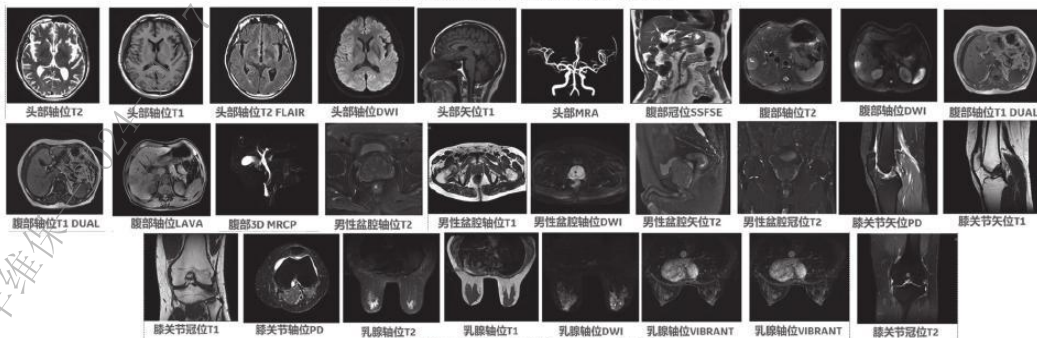 头部轴位T2 头部轴位T1 头部轴位T2 FLAIR 头部轴位DWI 头部矢位T1 头部MRA 腹部冠位SSFSE 腹部轴位T2 腹部轴位DWI 腹部轴位T1 DUAL
腹部轴位T1 DUAL 腹部轴位LAVA 腹部3D MRCP 男性盆腔轴位T2 男性盆腔轴位T1 男性盆腔轴位DWI 男性盆腔矢位T2 男性盆腔冠位T2 膝关节矢位PD 膝关节矢位T1
膝关节冠位T1 膝关节轴位PD 乳腺轴位T2 乳腺轴位T1 乳腺轴位DWI 乳腺轴位VIBRANT 乳腺轴位VIBRANT 膝关节冠位T2